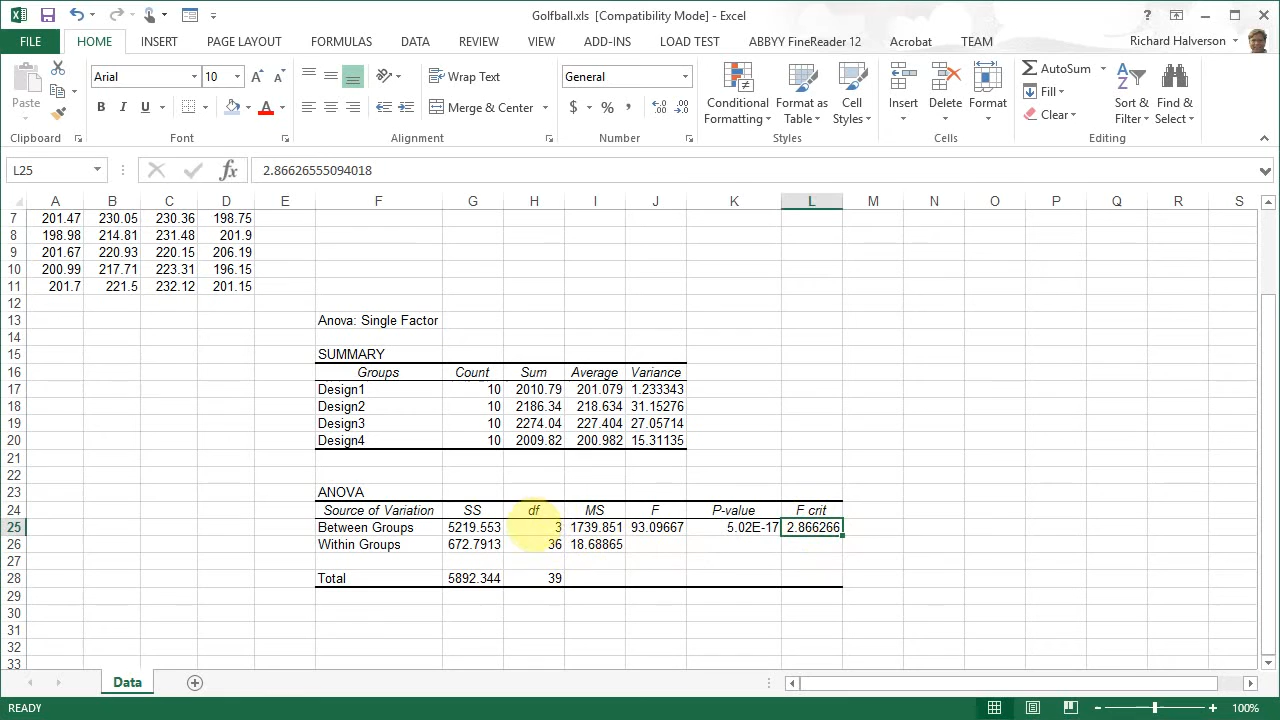 Golfball.xls [Compatibility Mode] - Excel
FILE HOME INSERT PAGE LAYOUT FORMULAS DATA REVIEW VIEW ADD-INS LOAD TEST ABBYY FineReader 12 Acrobat TEAM Richard Halverson
Paste
Arial 10
Wrap Text
General
Merge & Center
Conditional Formatting
Format as Table
Cell Styles
Insert
Delete
Format
AutoSum
Fill
Clear
Sort & Filter
Find & Select
Clipboard Font Alignment Number Styles Cells Editing
L25 fx 2.86626555094018
A B C D E F G H I J K L M N O P Q R S
7 201.47 230.05 230.36 198.75
8 198.98 214.81 231.48 201.9
9 201.67 220.93 220.15 206.19
10 200.99 217.71 223.31 196.15
11 201.7 221.5 232.12 201.15
12
13 Anova: Single Factor
14
15 SUMMARY
16 Groups Count Sum Average Variance
17 Design1 10 2010.79 201.079 1.233343
18 Design2 10 2186.34 218.634 31.15276
19 Design3 10 2274.04 227.404 27.05714
20 Design4 10 2009.82 200.982 15.31135
21
22
23 ANOVA
24 Source of Variation SS df MS F P-value F crit
25 Between Groups 5219.553 3 1739.851 93.09667 5.02E-17 2.866266
26 Within Groups 672.7913 36 18.68865
27
28 Total 5892.344 39
29
30
31
32
33
Data
READY 100%